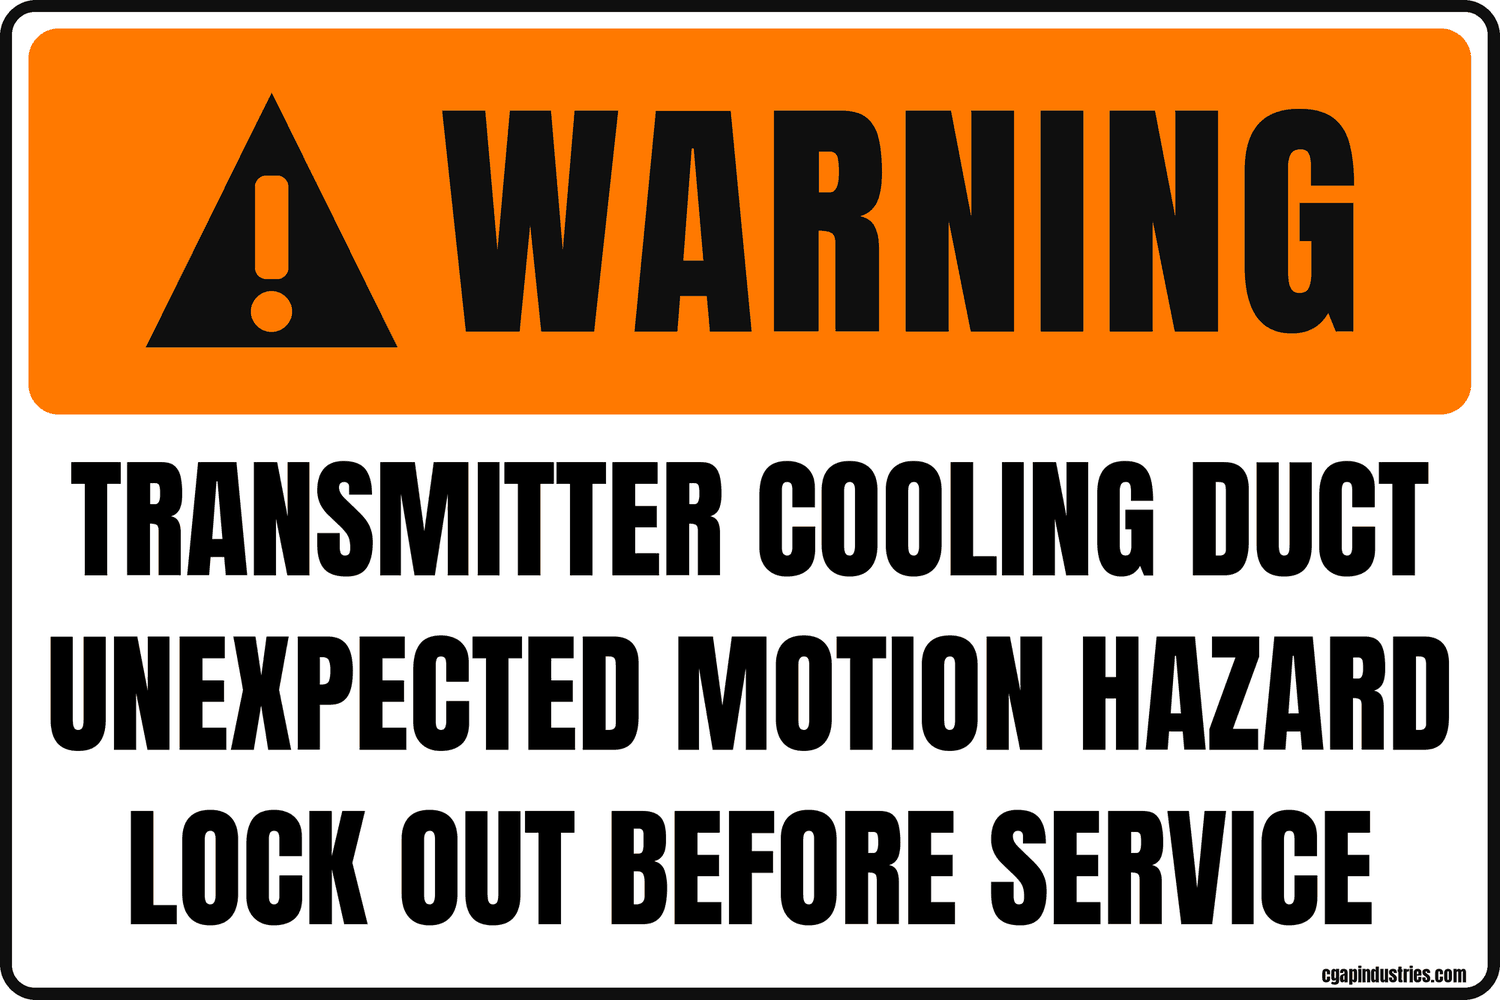 WARNING
TRANSMITTER COOLING DUCT
UNEXPECTED MOTION HAZARD
LOCK OUT BEFORE SERVICE
cgapindustries.com